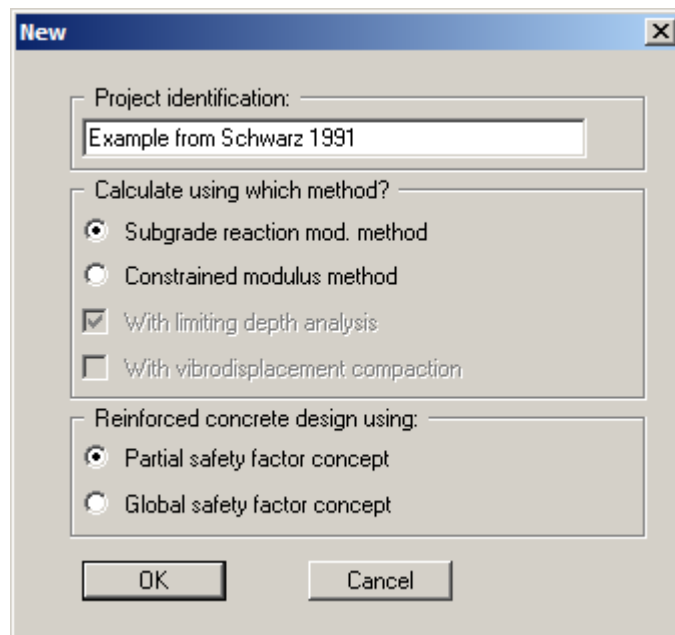 New
Project identification:
Example from Schwarz 1991
Calculate using which method?
Subgrade reaction mod. method
Constrained modulus method
With limiting depth analysis
With vibrodisplacement compaction
Reinforced concrete design using:
Partial safety factor concept
Global safety factor concept
OK
Cancel